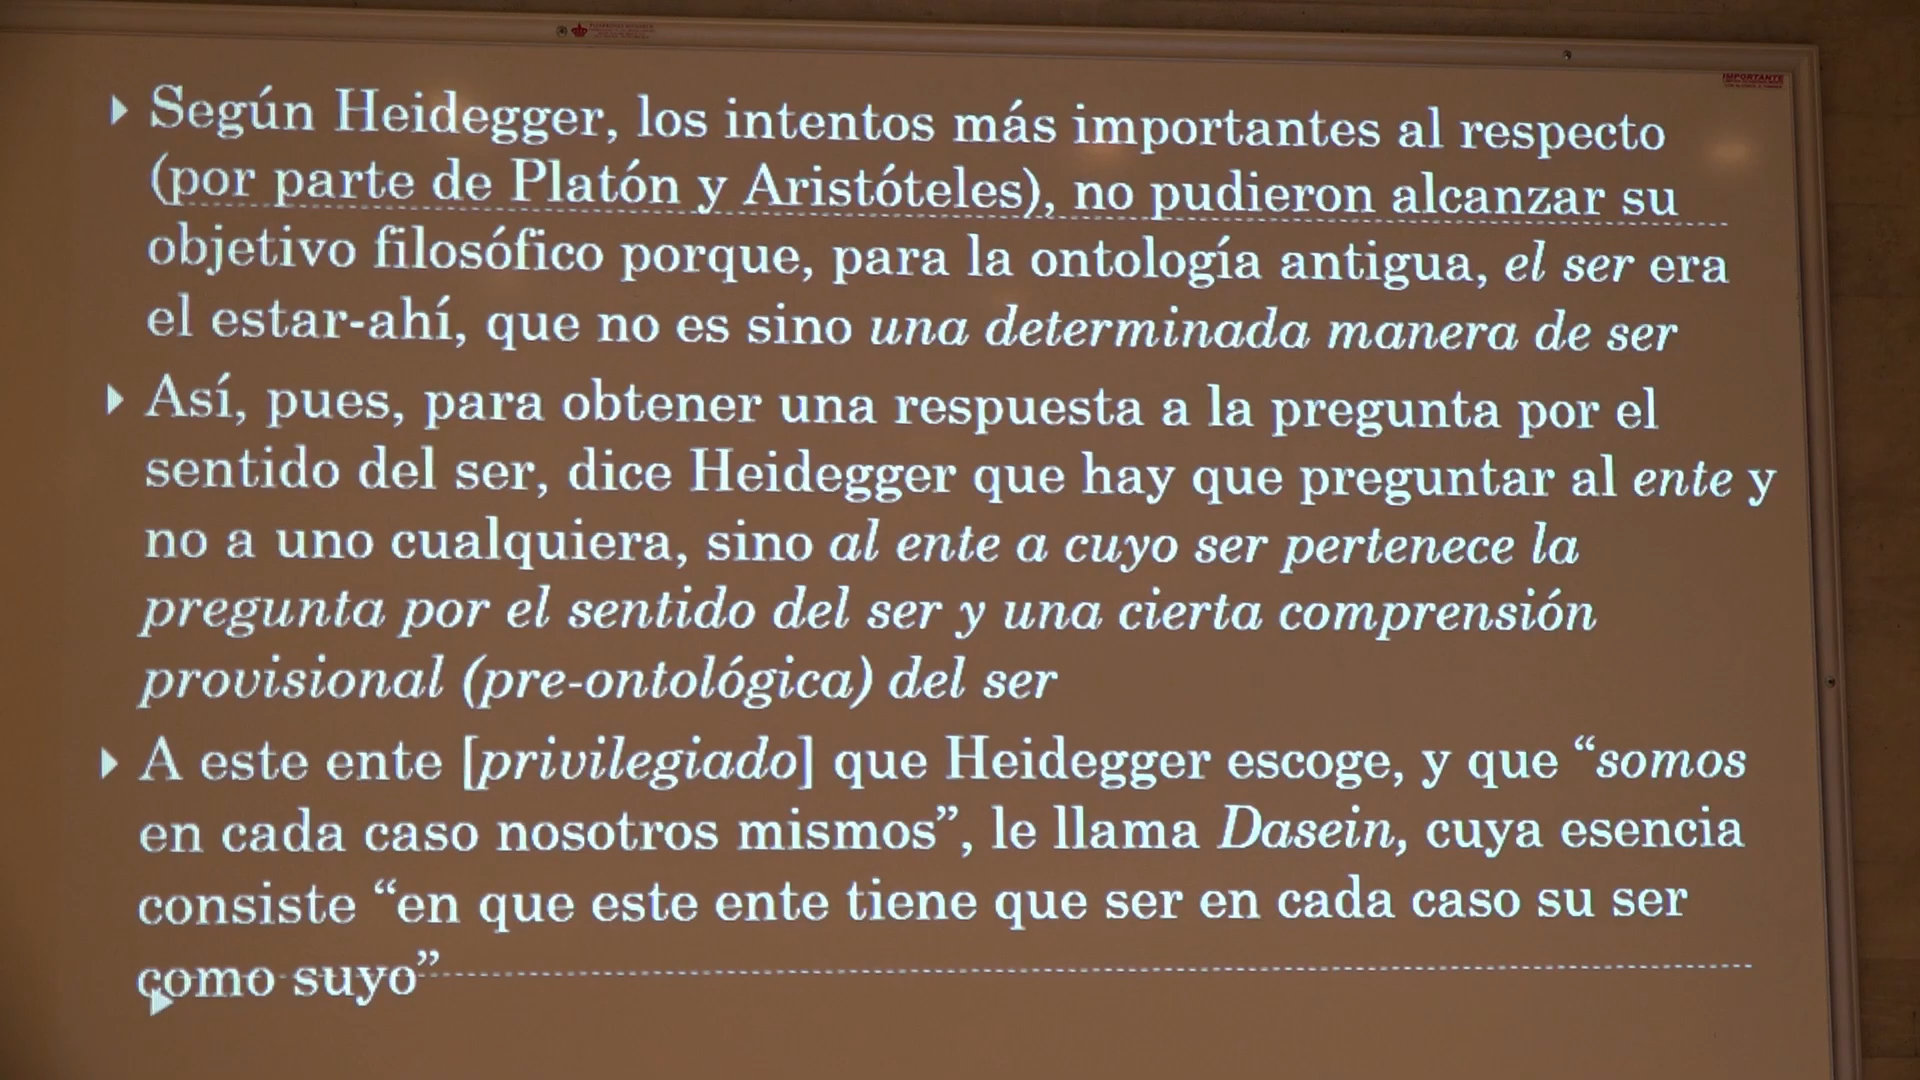 IMPORTANTE
Según Heidegger, los intentos más importantes al respecto
(por parte de Platón y Aristóteles), no pudieron alcanzar su
objetivo filosófico porque, para la ontología antigua, el ser era
el estar-ahí, que no es sino una determinada manera de ser
Así, pues, para obtener una respuesta a la pregunta por el
sentido del ser, dice Heidegger que hay que preguntar al ente y
no a uno cualquiera, sino al ente a cuyo ser pertenece la
pregunta por el sentido del ser y una cierta comprensión
provisional (pre-ontológica) del ser
A este ente [privilegiado] que Heidegger escoge, y que “somos
en cada caso nosotros mismos”, le llama Dasein, cuya esencia
consiste “en que este ente tiene que ser en cada caso su ser
como suyo”